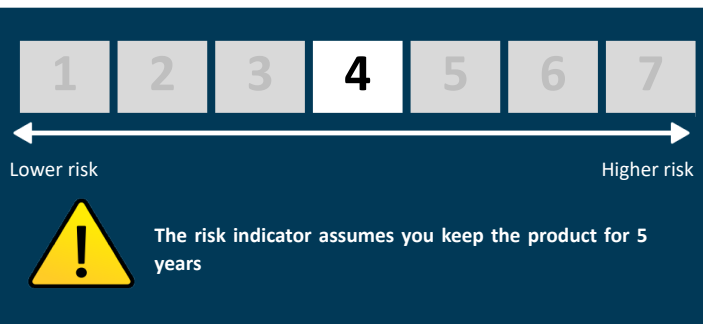 1 2 3 4 5 6 7
Lower risk Higher risk
!
The risk indicator assumes you keep the product for 5
years